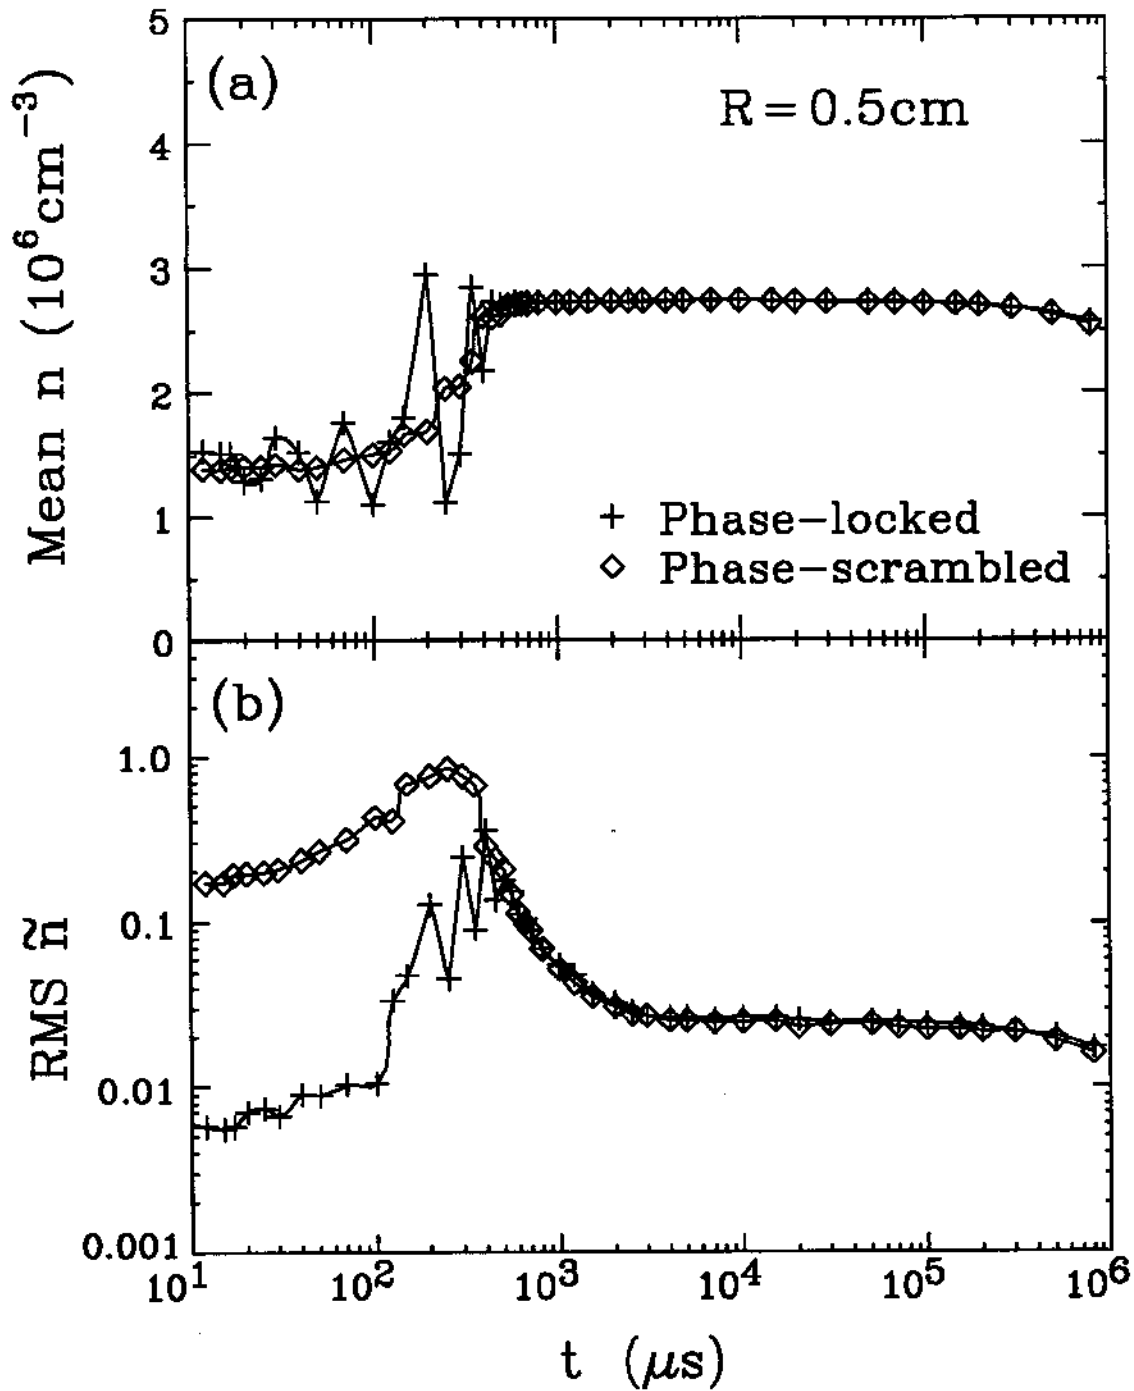 5
(a)
R = 0.5cm
4
3
2
1
0
Mean n (10⁶cm⁻³)
+ Phase-locked
◇ Phase-scrambled
(b)
1.0
0.1
0.01
0.001
RMS ñ
10¹ 10² 10³ 10⁴ 10⁵ 10⁶
t (μs)